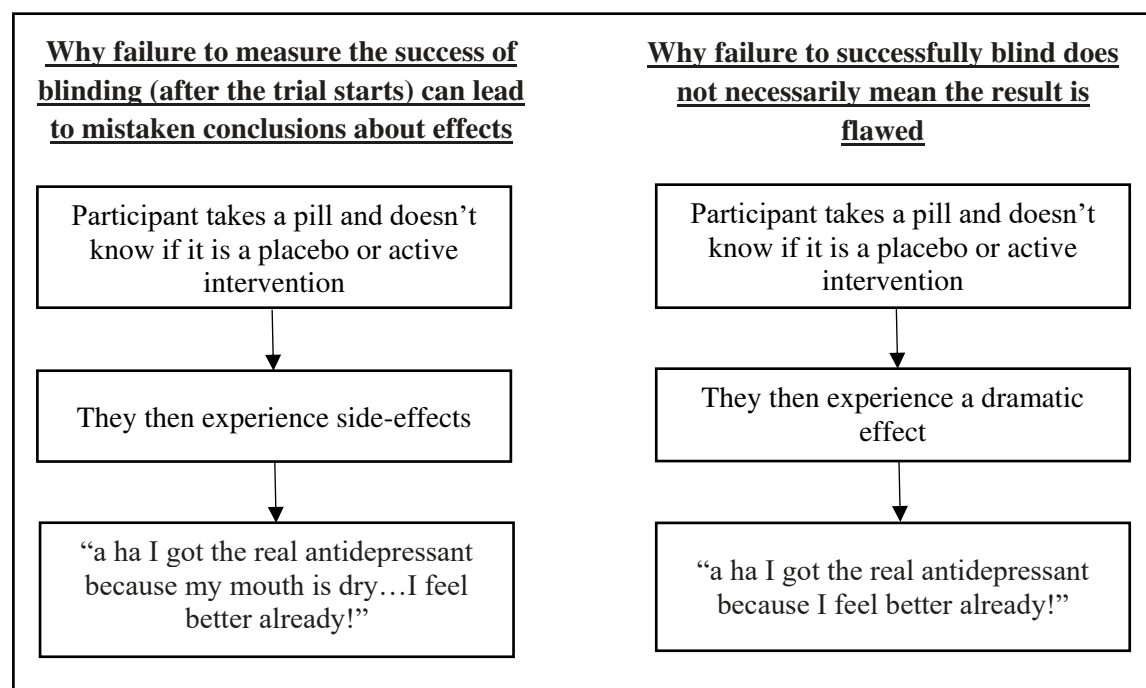 Why failure to measure the success of
blinding (after the trial starts) can lead
to mistaken conclusions about effects
Participant takes a pill and doesn’t
know if it is a placebo or active
intervention
They then experience side-effects
“a ha I got the real antidepressant
because my mouth is dry…I feel
better already!”
Why failure to successfully blind does
not necessarily mean the result is
flawed
Participant takes a pill and doesn’t
know if it is a placebo or active
intervention
They then experience a dramatic
effect
“a ha I got the real antidepressant
because I feel better already!”